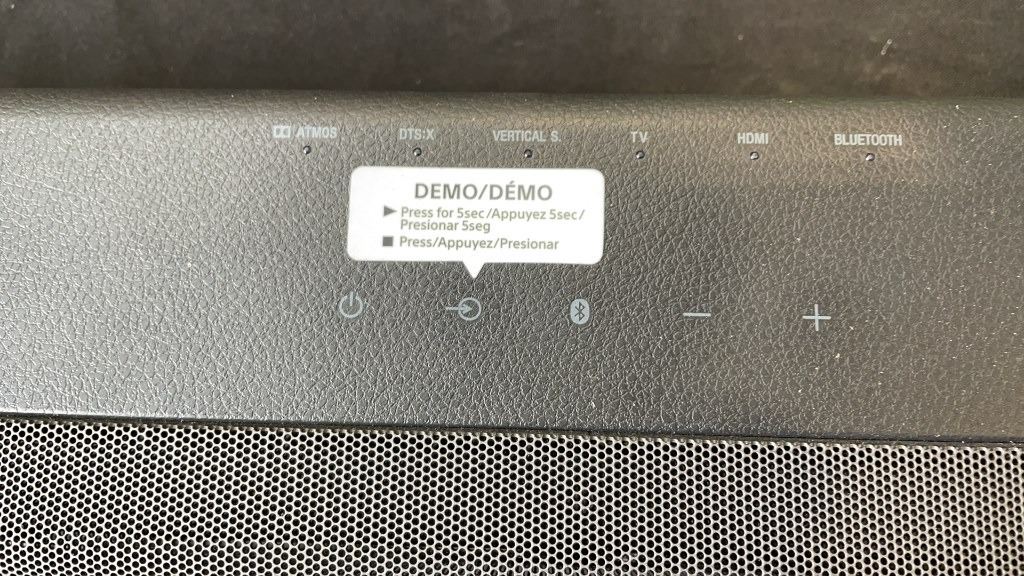 ATMOS DTS:X VERTICAL S. TV HDMI BLUETOOTH
DEMO/DÉMO
▶ Press for 5sec/Appuyez 5sec/
Presionar 5seg
■ Press/Appuyez/Presionar